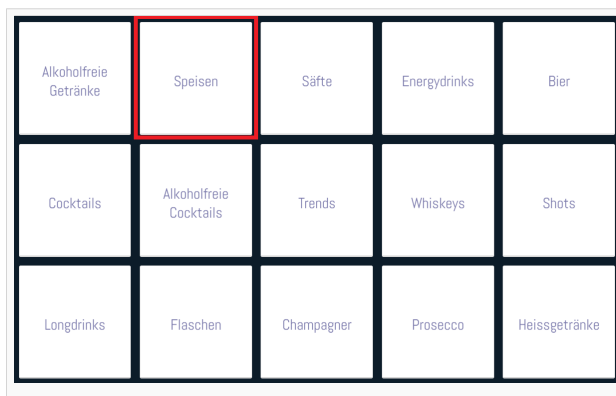 Alkoholfreie
Getränke
Speisen
Säfte
Energydrinks
Bier
Cocktails
Alkoholfreie
Cocktails
Trends
Whiskeys
Shots
Longdrinks
Flaschen
Champagner
Prosecco
Heissgetränke